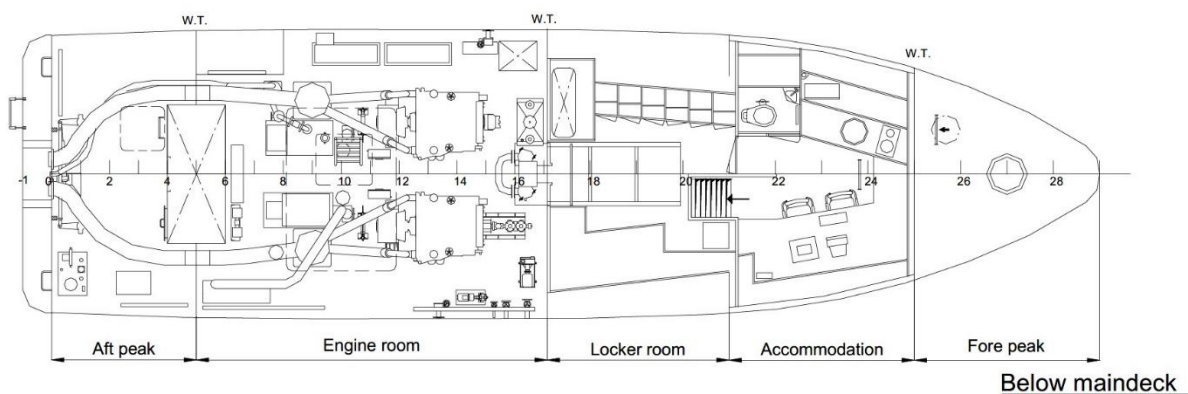 W.T.
W.T.
W.T.
-1 0 2 4 6 8 10 12 14 16 18 20 22 24 26 28
Aft peak
Engine room
Locker room
Accommodation
Fore peak
Below maindeck